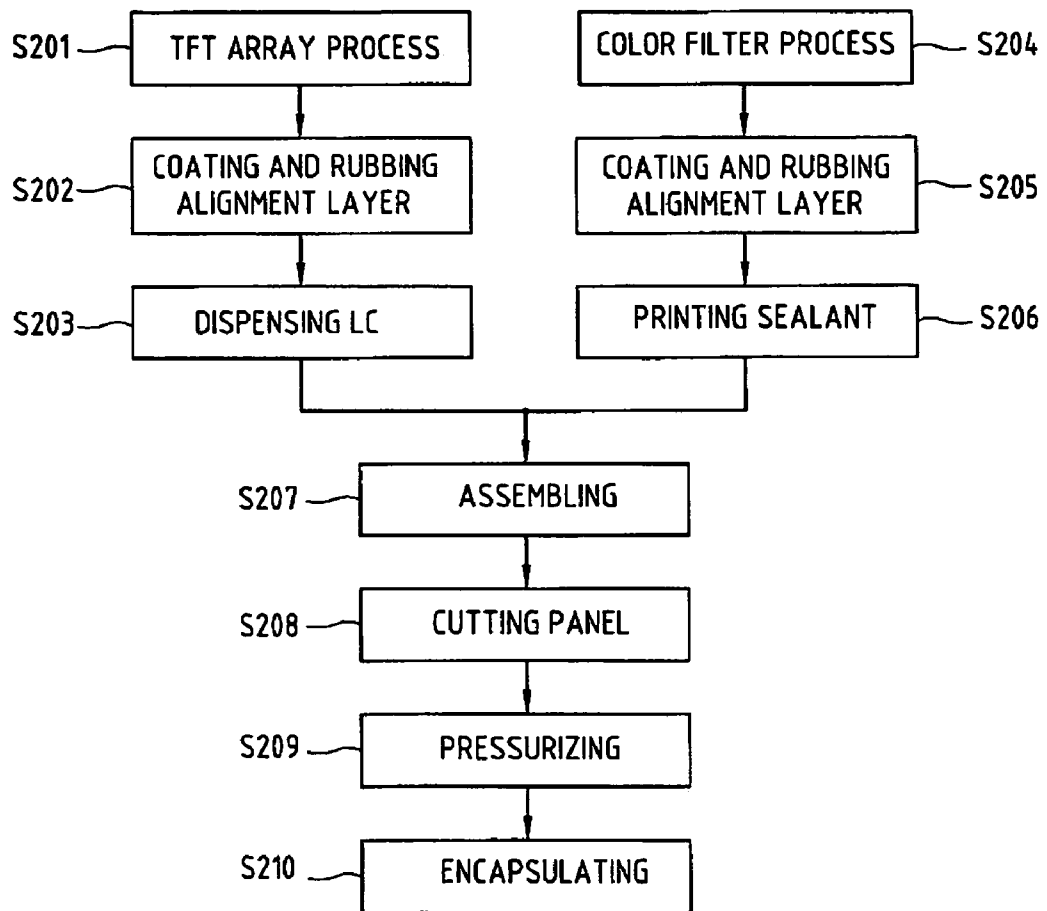 S201
TFT ARRAY PROCESS
COLOR FILTER PROCESS
S204
S202
COATING AND RUBBING
ALIGNMENT LAYER
COATING AND RUBBING
ALIGNMENT LAYER
S205
S203
DISPENSING LC
PRINTING SEALANT
S206
S207
ASSEMBLING
S208
CUTTING PANEL
S209
PRESSURIZING
S210
ENCAPSULATING